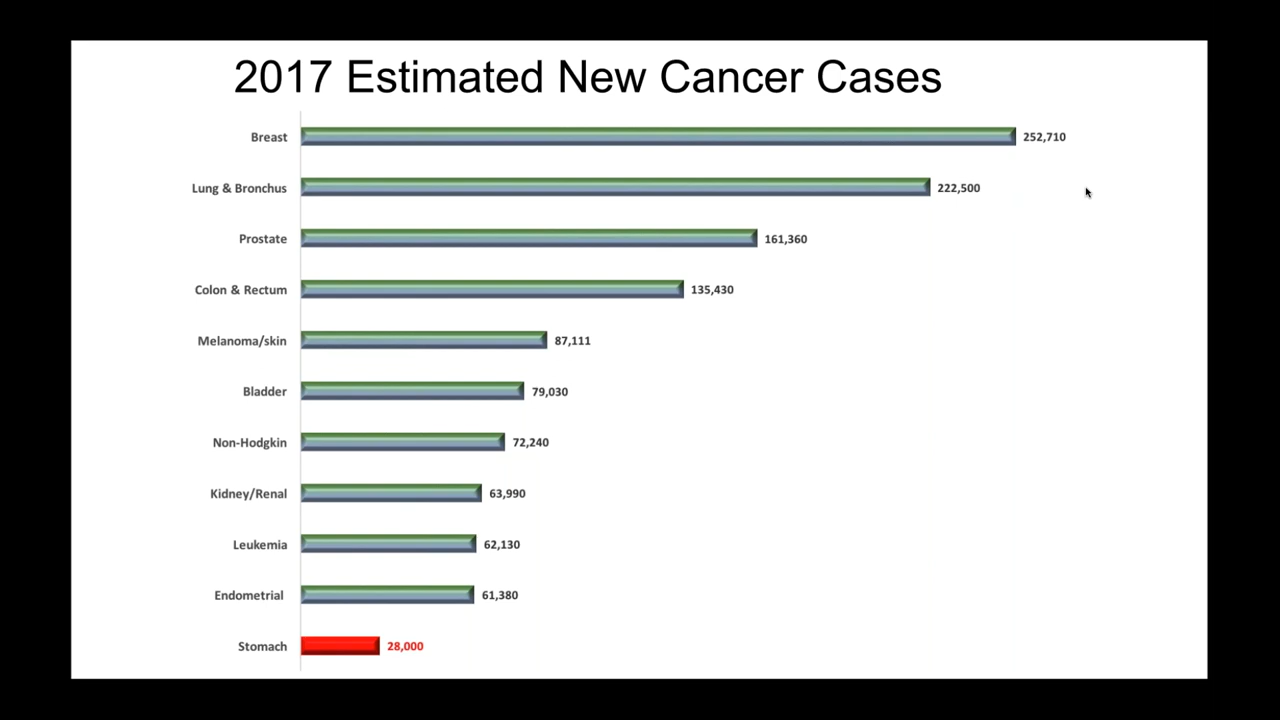 2017 Estimated New Cancer Cases
Breast 252,710
Lung & Bronchus 222,500
Prostate 161,360
Colon & Rectum 135,430
Melanoma/skin 87,111
Bladder 79,030
Non-Hodgkin 72,240
Kidney/Renal 63,990
Leukemia 62,130
Endometrial 61,380
Stomach 28,000